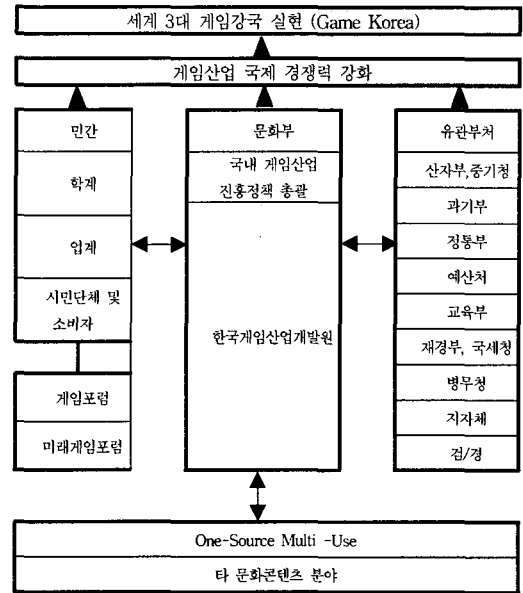 세계 3대 게임강국 실현 (Game Korea)
게임산업 국제 경쟁력 강화
민간
학계
업계
시민단체 및
소비자
게임포럼
미래게임포럼
문화부
국내 게임산업
진흥정책 총괄
한국게임산업개발원
유관부처
산자부,중기청
과기부
정통부
예산처
교육부
재경부, 국세청
병무청
지자체
검/경
One-Source Multi -Use
타 문화콘텐츠 분야